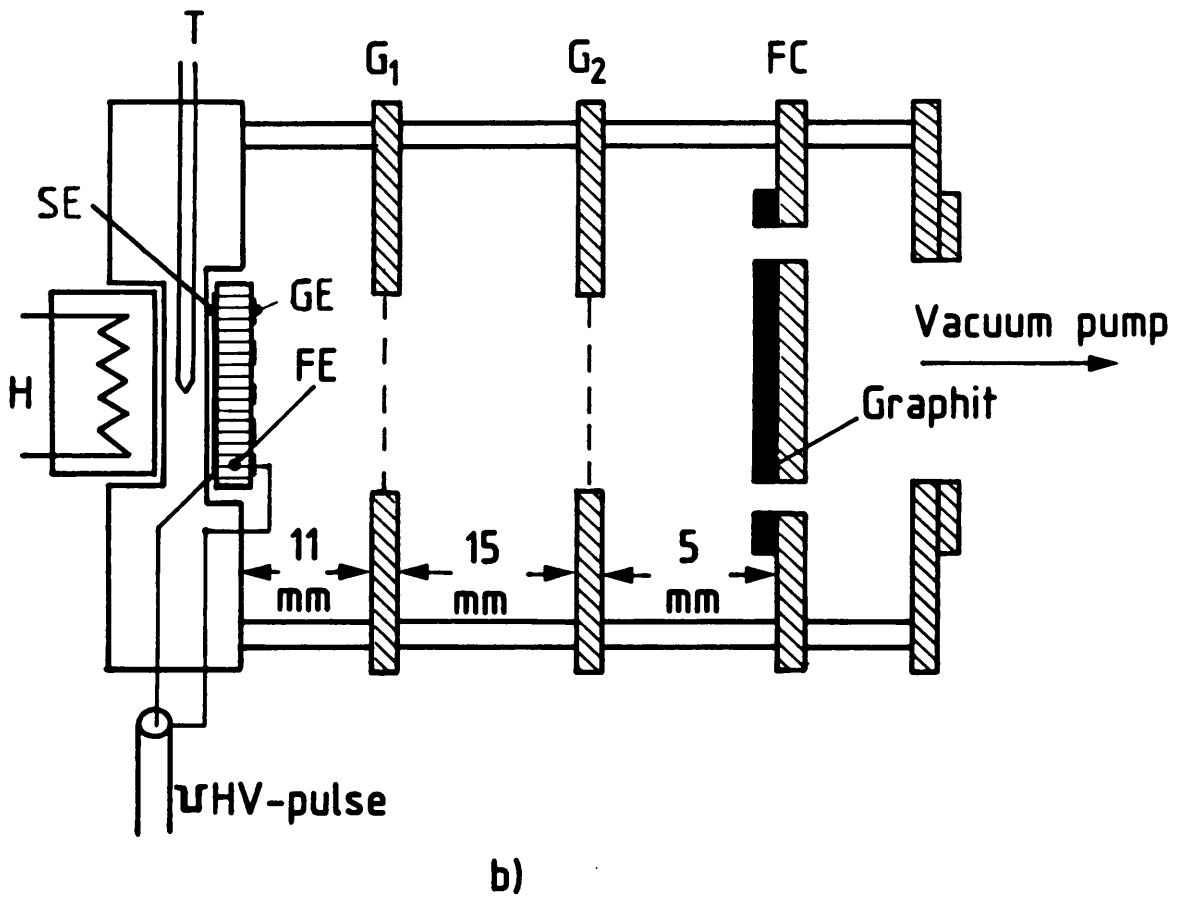 T
G1
G2
FC
SE
GE
FE
H
Vacuum pump
Graphit
11 mm
15 mm
5 mm
HV-pulse
b)